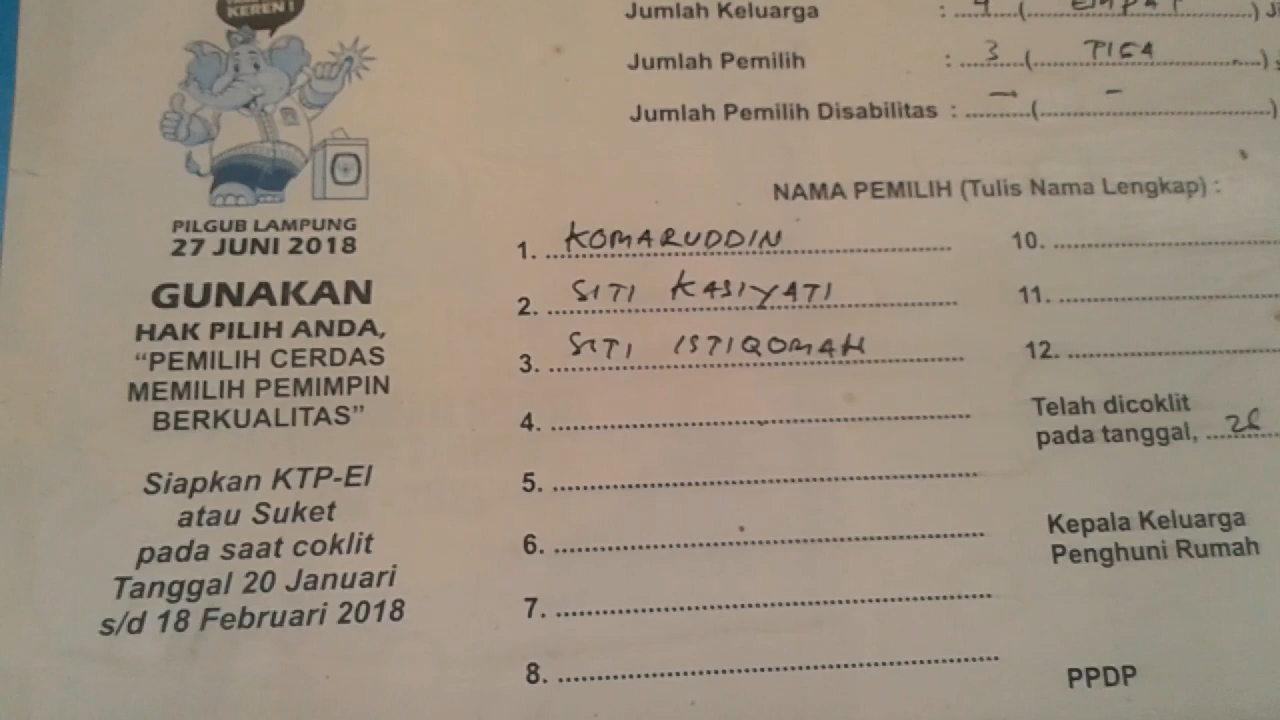 KEREN !
PILGUB LAMPUNG
27 JUNI 2018
GUNAKAN
HAK PILIH ANDA,
“PEMILIH CERDAS
MEMILIH PEMIMPIN
BERKUALITAS”
Siapkan KTP-El
atau Suket
pada saat coklit
Tanggal 20 Januari
s/d 18 Februari 2018
Jumlah Keluarga : 4 ( EMPAT )
Jumlah Pemilih : 3 ( TIGA )
Jumlah Pemilih Disabilitas : - ( - )
NAMA PEMILIH (Tulis Nama Lengkap) :
1. KOMARUDDIN
2. SITI KASIYATI
3. SITI ISTIQOMAH
4.
5.
6.
7.
8.
10.
11.
12.
Telah dicoklit
pada tanggal,
Kepala Keluarga
Penghuni Rumah
PPDP